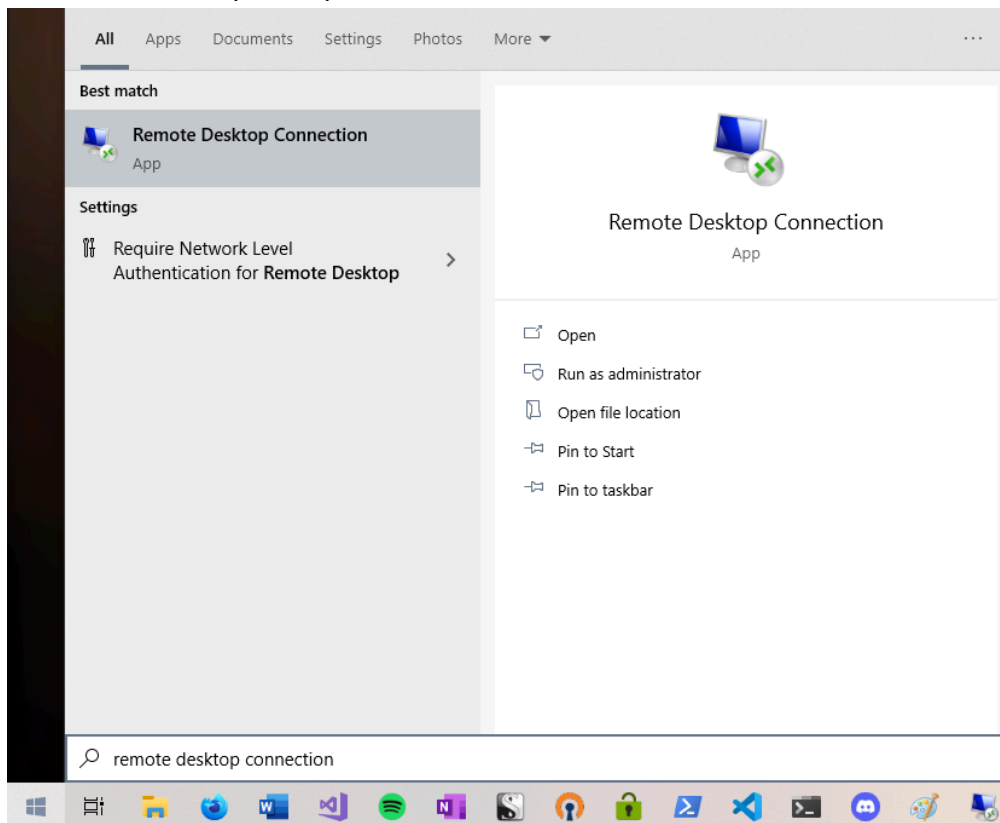 All Apps Documents Settings Photos More
Best match
Remote Desktop Connection
App
Settings
Require Network Level
Authentication for Remote Desktop
Remote Desktop Connection
App
Open
Run as administrator
Open file location
Pin to Start
Pin to taskbar
remote desktop connection